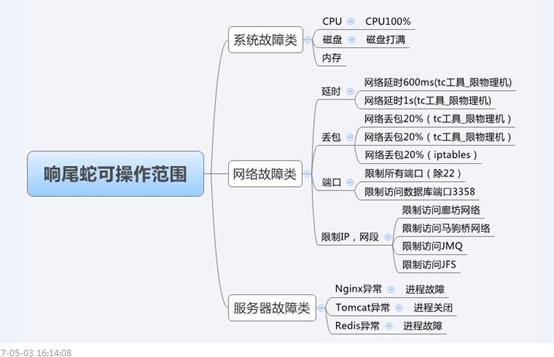 响尾蛇可操作范围
系统故障类
CPU CPU100%
磁盘 磁盘打满
内存
网络故障类
延时
网络延时600ms(tc工具_限物理机)
网络延时1s(tc工具_限物理机)
丢包
网络丢包20%（tc工具_限物理机）
网络丢包20%（tc工具_限物理机）
网络丢包20%（iptables）
端口
限制所有端口（除22）
限制访问数据库端口3358
限制IP，网段
限制访问廊坊网络
限制访问马驹桥网络
限制访问JMQ
限制访问JFS
服务器故障类
Nginx异常 进程故障
Tomcat异常 进程关闭
Redis异常 进程故障
7-05-03 16:14:08